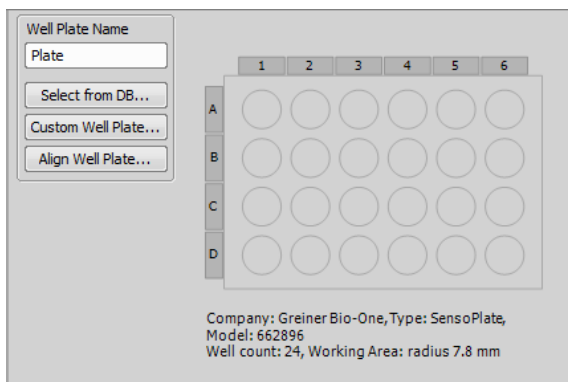 Well Plate Name
Plate
Select from DB...
Custom Well Plate...
Align Well Plate...
1 2 3 4 5 6
A
B
C
D
Company: Greiner Bio-One,Type: SensoPlate,
Model: 662896
Well count: 24, Working Area: radius 7.8 mm